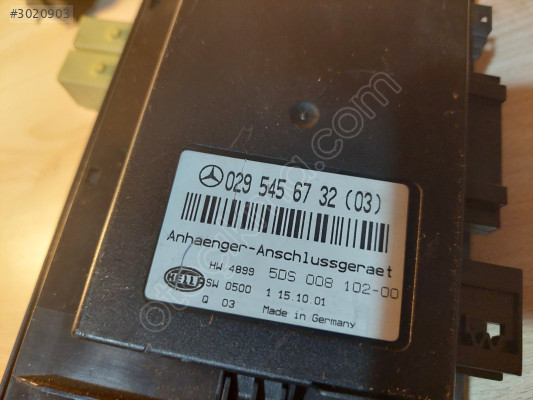 #3020903
029 545 67 32 (03)
Anhaenger-Anschlussgeraet
HW 4899 5DS 008 102-00
HELLA SW 0500 1 15.10.01
Q 03 Made in Germany